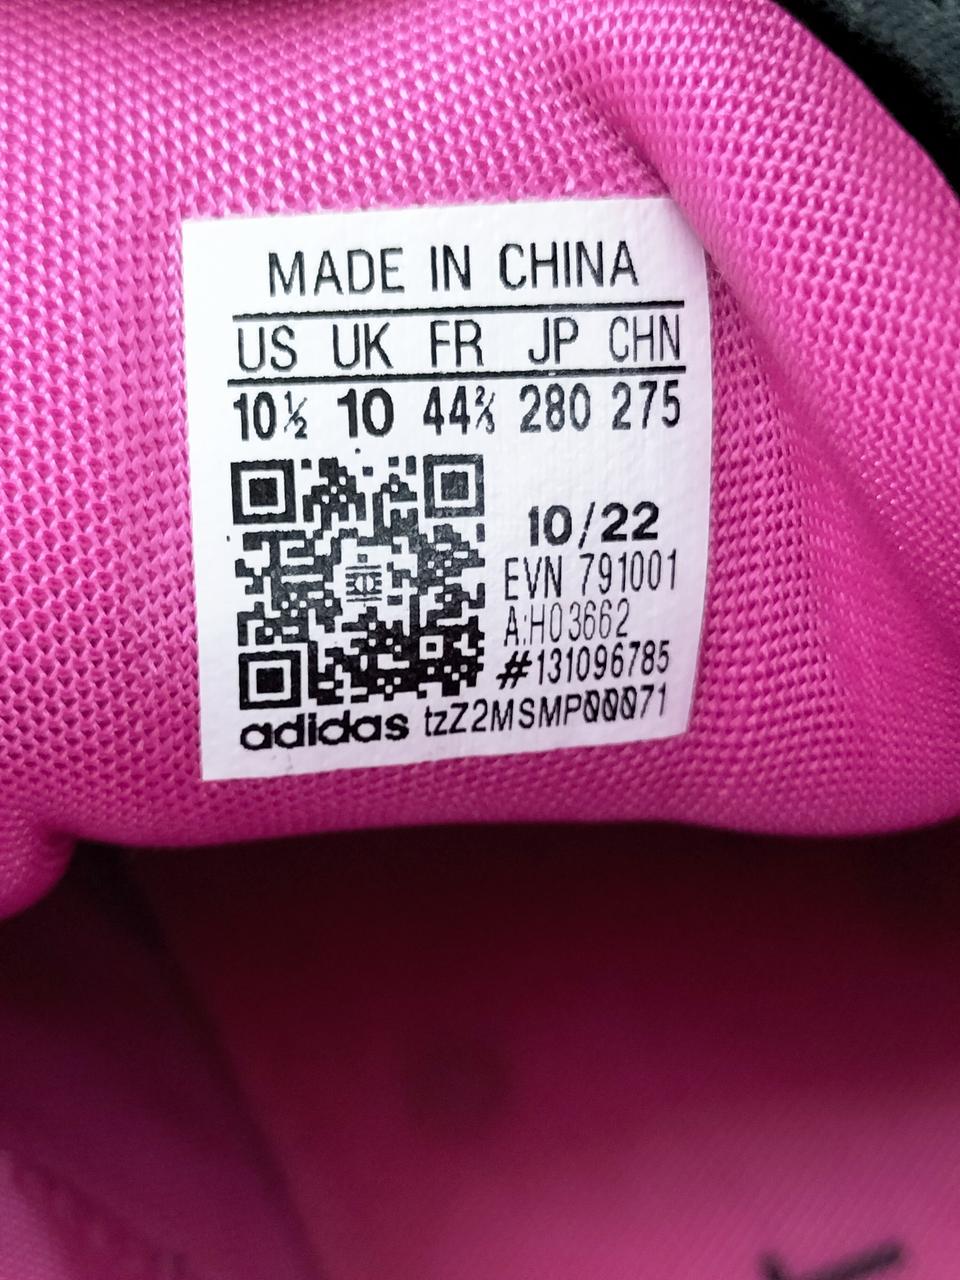 MADE IN CHINA
US UK FR JP CHN
10½ 10 44⅔ 280 275
10/22
EVN 791001
A:H03662
#131096785
adidas tzZ2MSMP00071